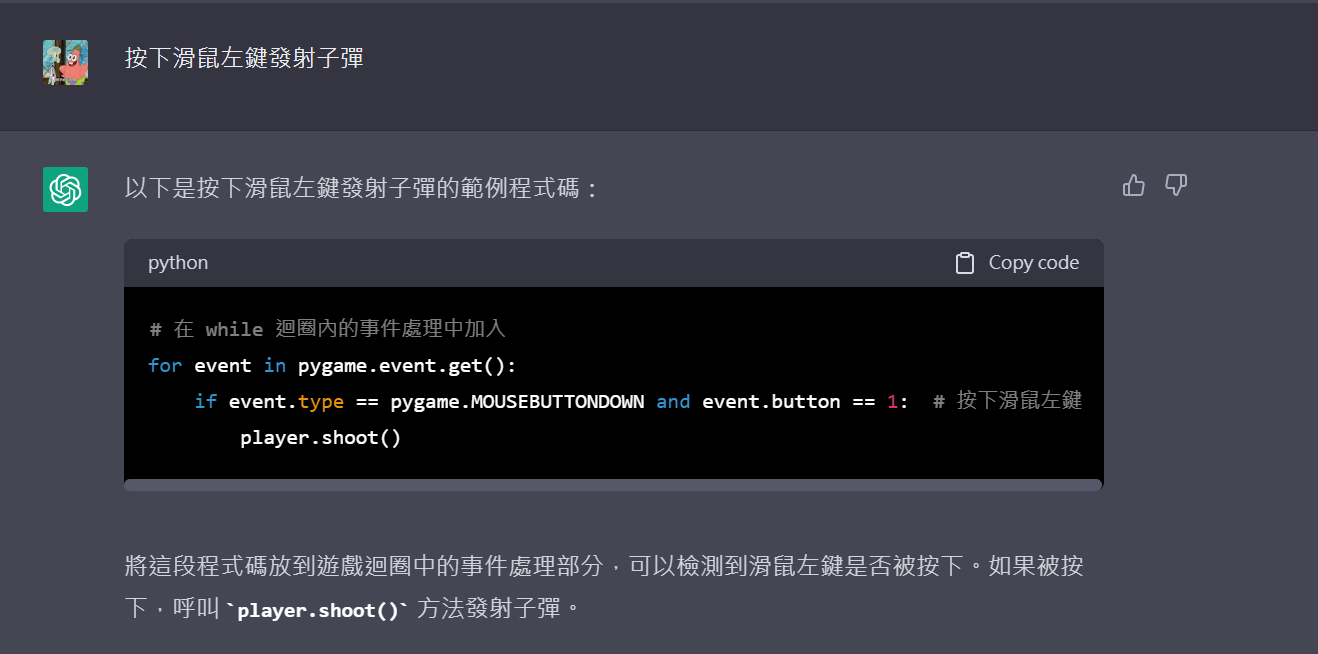 按下滑鼠左鍵發射子彈
以下是按下滑鼠左鍵發射子彈的範例程式碼：
python
Copy code
# 在 while 迴圈內的事件處理中加入
for event in pygame.event.get():
    if event.type == pygame.MOUSEBUTTONDOWN and event.button == 1:  # 按下滑鼠左鍵
        player.shoot()
將這段程式碼放到遊戲迴圈中的事件處理部分，可以檢測到滑鼠左鍵是否被按
下，呼叫 `player.shoot()` 方法發射子彈。